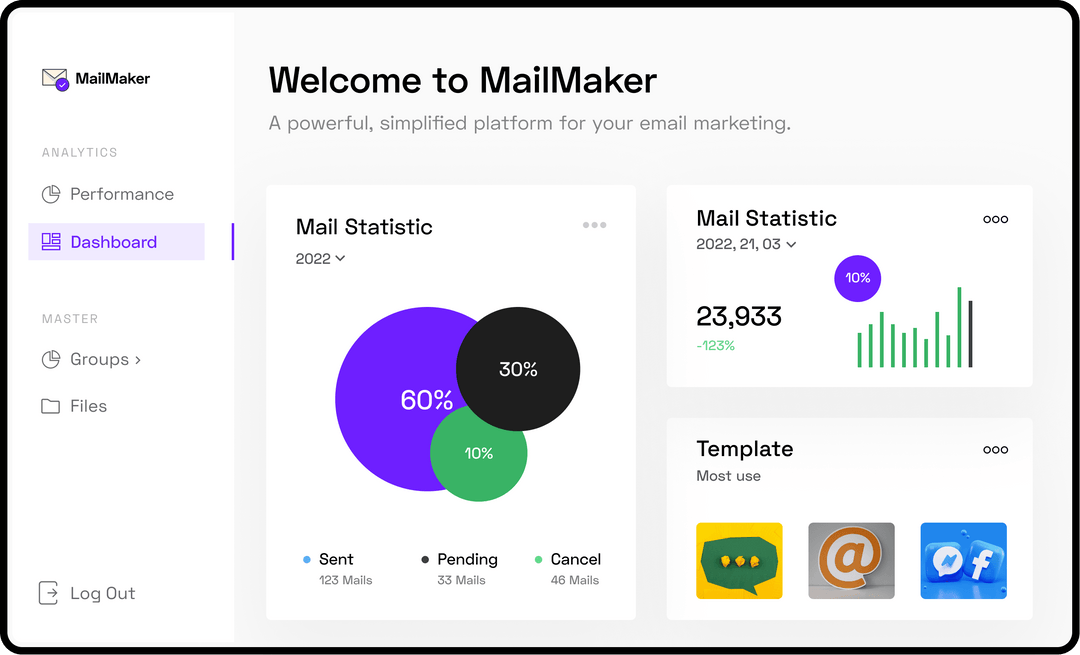 MailMaker
ANALYTICS
Performance
Dashboard
MASTER
Groups ›
Files
Log Out
Welcome to MailMaker
A powerful, simplified platform for your email marketing.
Mail Statistic
2022
60%
30%
10%
Sent
123 Mails
Pending
33 Mails
Cancel
46 Mails
Mail Statistic
2022, 21, 03
10%
23,933
-123%
Template
Most use
@
f